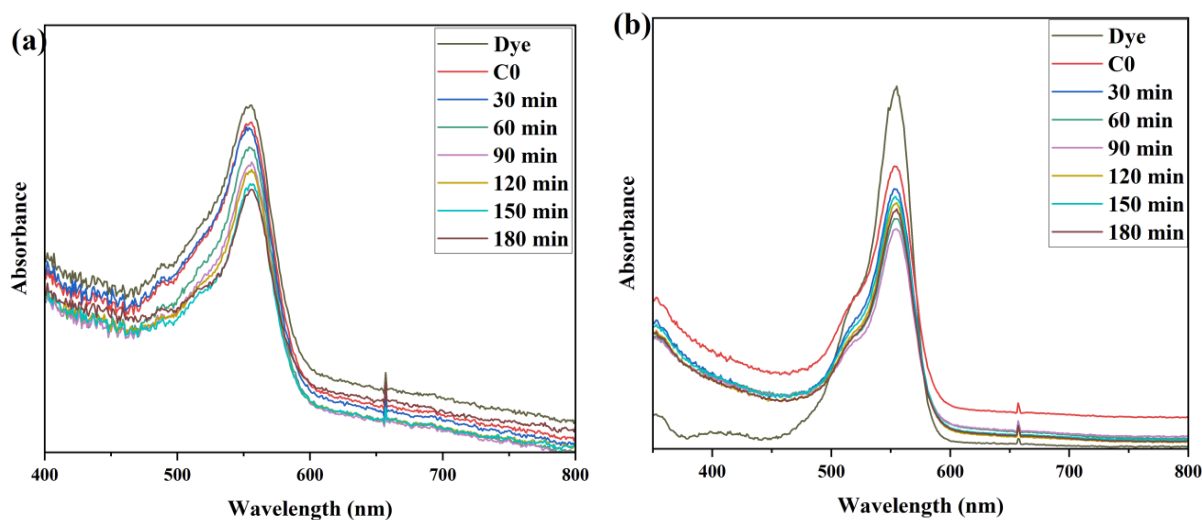 (a)
Dye
C0
30 min
60 min
90 min
120 min
150 min
180 min
Absorbance
400 500 600 700 800
Wavelength (nm)
(b)
Dye
C0
30 min
60 min
90 min
120 min
150 min
180 min
Absorbance
400 500 600 700 800
Wavelength (nm)